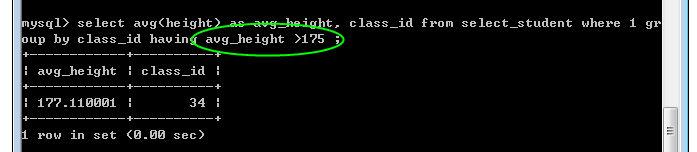 mysql> select avg(height) as avg_height, class_id from select_student where 1 gr
oup by class_id having avg_height >175 ;
+------------+----------+
| avg_height | class_id |
+------------+----------+
| 177.110001 |       34 |
+------------+----------+
1 row in set (0.00 sec)